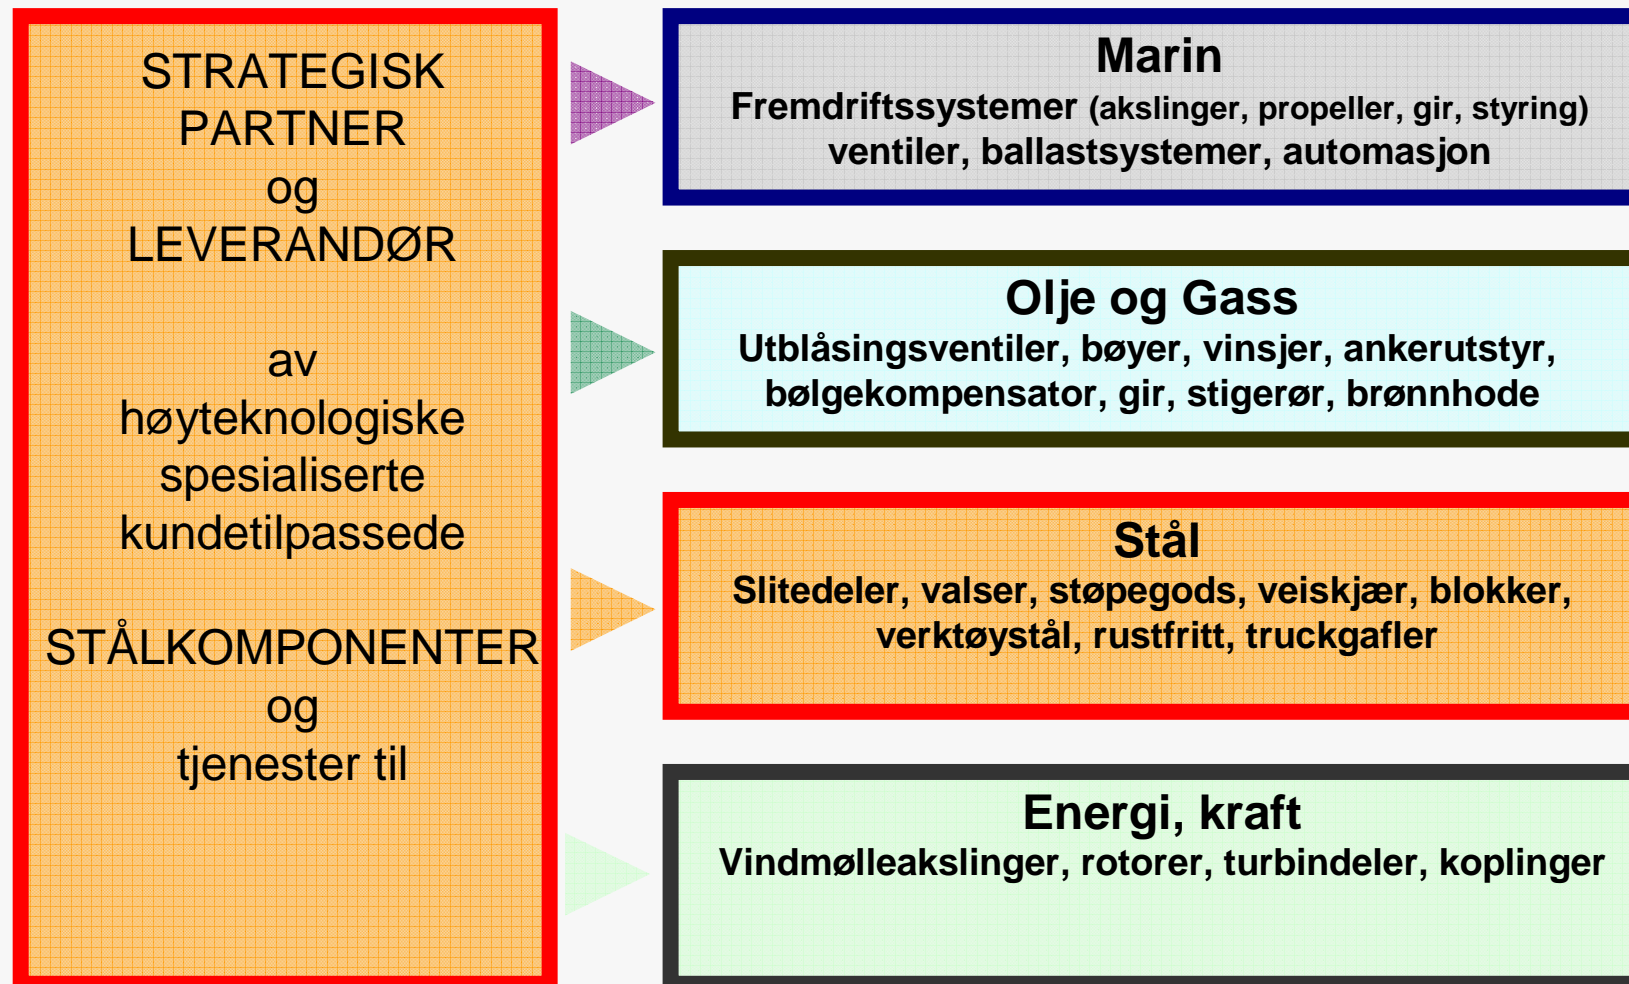 STRATEGISK
PARTNER
og
LEVERANDØR
av
høyteknologiske
spesialiserte
kundetilpassede
STÅLKOMPONENTER
og
tjenester til
Marin
Fremdriftssystemer (akslinger, propeller, gir, styring)
ventiler, ballastsystemer, automasjon
Olje og Gass
Utblåsingsventiler, bøyer, vinsjer, ankerutstyr,
bølgekompensator, gir, stigerør, brønnhode
Stål
Slitedeler, valser, støpegods, veiskjær, blokker,
verktøystål, rustfritt, truckgafler
Energi, kraft
Vindmølleakslinger, rotorer, turbindeler, koplinger